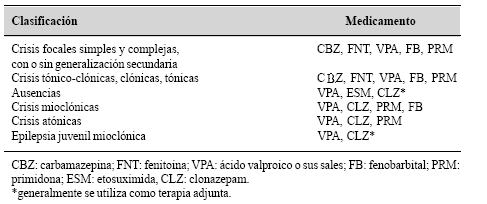 Clasificación Medicamento
Crisis focales simples y complejas, CBZ, FNT, VPA, FB, PRM
con o sin generalización secundaria
Crisis tónico-clónicas, clónicas, tónicas CBZ, FNT, VPA, FB, PRM
Ausencias VPA, ESM, CLZ*
Crisis mioclónicas VPA, CLZ, PRM, FB
Crisis atónicas VPA, CLZ, PRM
Epilepsia juvenil mioclónica VPA, CLZ*
CBZ: carbamazepina; FNT: fenitoina; VPA: ácido valproico o sus sales; FB: fenobarbital; PRM:
primidona; ESM: etosuximida, CLZ: clonazepam.
*generalmente se utiliza como terapia adjunta.